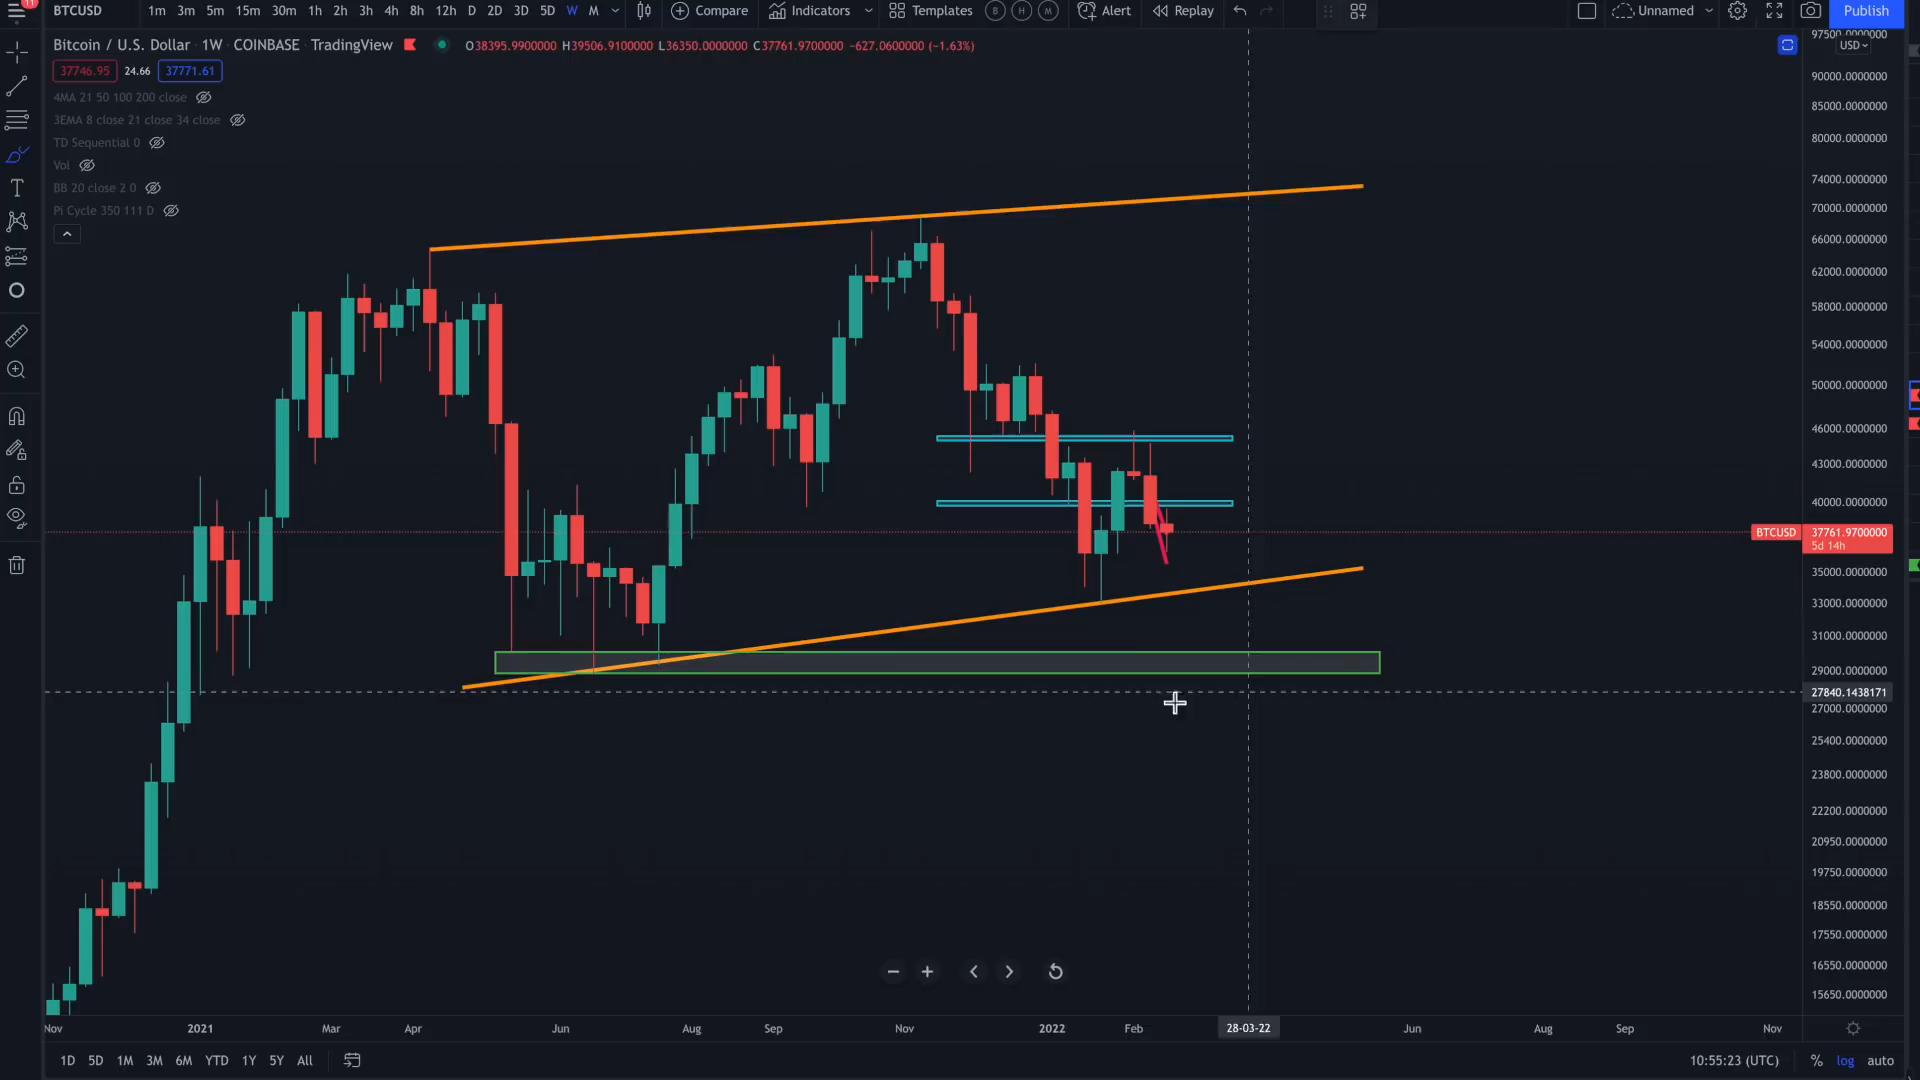 11
BTCUSD 1m 3m 5m 15m 30m 1h 2h 3h 4h 8h 12h D 2D 3D 5D W M Compare Indicators Templates B H M Alert Replay Unnamed Publish
Bitcoin / U.S. Dollar · 1W · COINBASE · TradingView O38395.9900000 H39506.9100000 L36350.0000000 C37761.9700000 −627.0600000 (−1.63%)
37746.95 24.66 37771.61
4MA 21 50 100 200 close
3EMA 8 close 21 close 34 close
TD Sequential 0
Vol
BB 20 close 2 0
Pi Cycle 350 111 D
97500.0000000
USD
90000.0000000
85000.0000000
80000.0000000
74000.0000000
70000.0000000
66000.0000000
62000.0000000
58000.0000000
54000.0000000
50000.0000000
46000.0000000
43000.0000000
40000.0000000
BTCUSD 37761.9700000
5d 14h
35000.0000000
33000.0000000
31000.0000000
29000.0000000
27840.1438171
27000.0000000
25400.0000000
23800.0000000
22200.0000000
20950.0000000
19750.0000000
18550.0000000
17550.0000000
16550.0000000
15650.0000000
Nov 2021 Mar Apr Jun Aug Sep Nov 2022 Feb 28-03-22 Jun Aug Sep Nov
1D 5D 1M 3M 6M YTD 1Y 5Y All 10:55:23 (UTC) % log auto